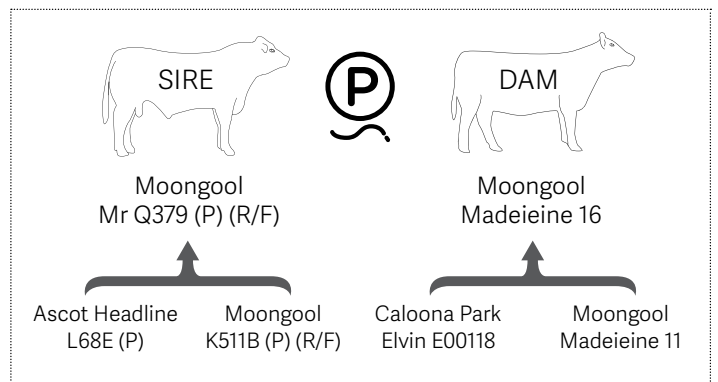 SIRE
P
DAM
Moongool
Mr Q379 (P) (R/F)
Moongool
Madeieine 16
Ascot Headline
L68E (P)
Moongool
K511B (P) (R/F)
Caloona Park
Elvin E00118
Moongool
Madeieine 11